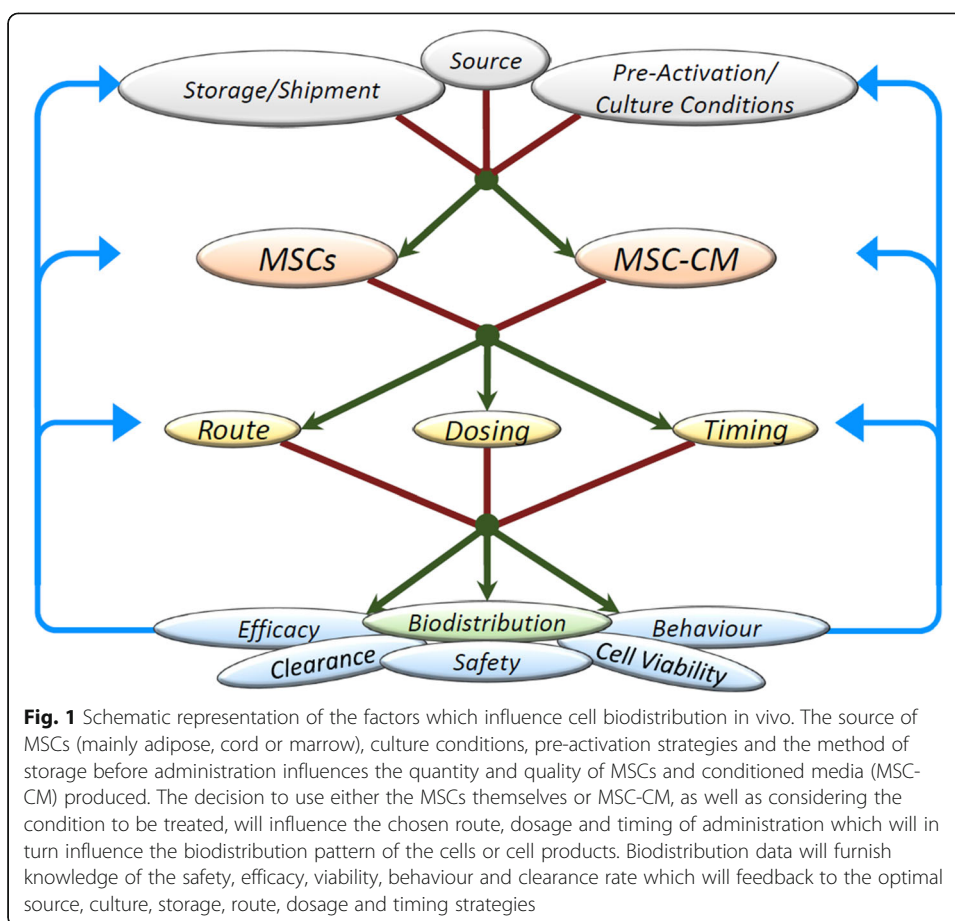 Source
Storage/Shipment
Pre-Activation/
Culture Conditions
MSCs
MSC-CM
Route
Dosing
Timing
Efficacy
Biodistribution
Behaviour
Clearance
Safety
Cell Viability
Fig. 1 Schematic representation of the factors which influence cell biodistribution in vivo. The source of
MSCs (mainly adipose, cord or marrow), culture conditions, pre-activation strategies and the method of
storage before administration influences the quantity and quality of MSCs and conditioned media (MSC-
CM) produced. The decision to use either the MSCs themselves or MSC-CM, as well as considering the
condition to be treated, will influence the chosen route, dosage and timing of administration which will in
turn influence the biodistribution pattern of the cells or cell products. Biodistribution data will furnish
knowledge of the safety, efficacy, viability, behaviour and clearance rate which will feedback to the optimal
source, culture, storage, route, dosage and timing strategies